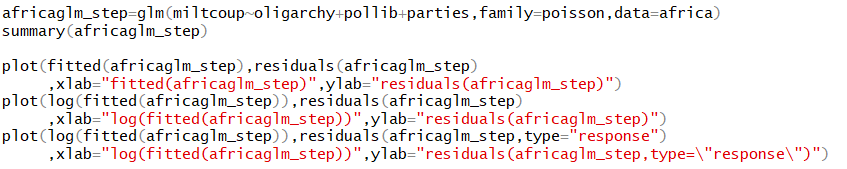 africaglm_step=glm(miltcoup~oligarchy+pollib+parties,family=poisson,data=africa)
summary(africaglm_step)
plot(fitted(africaglm_step),residuals(africaglm_step)
,xlab="fitted(africaglm_step)",ylab="residuals(africaglm_step)")
plot(log(fitted(africaglm_step)),residuals(africaglm_step)
,xlab="log(fitted(africaglm_step))",ylab="residuals(africaglm_step)")
plot(log(fitted(africaglm_step)),residuals(africaglm_step,type="response")
,xlab="log(fitted(africaglm_step))",ylab="residuals(africaglm_step,type=\"response\")")